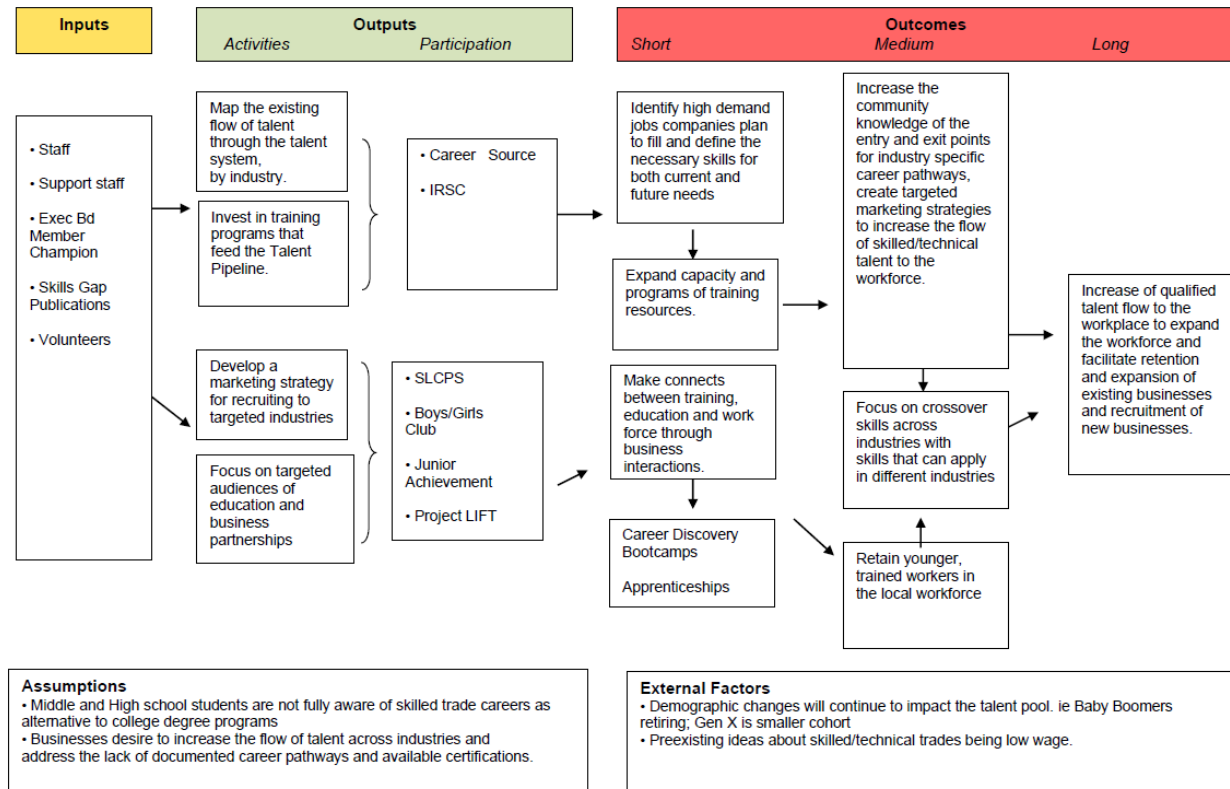 Inputs
Outputs
Activities
Participation
Outcomes
Short
Medium
Long
• Staff
• Support staff
• Exec Bd
Member
Champion
• Skills Gap
Publications
• Volunteers
Map the existing
flow of talent
through the talent
system,
by industry.
Invest in training
programs that
feed the Talent
Pipeline.
Develop a
marketing strategy
for recruiting to
targeted industries
Focus on targeted
audiences of
education and
business
partnerships
• Career Source
• IRSC
• SLCPS
• Boys/Girls
Club
• Junior
Achievement
• Project LIFT
Identify high demand
jobs companies plan
to fill and define the
necessary skills for
both current and
future needs
Expand capacity and
programs of training
resources.
Make connects
between training,
education and work
force through
business
interactions.
Career Discovery
Bootcamps
Apprenticeships
Increase the
community
knowledge of the
entry and exit points
for industry specific
career pathways,
create targeted
marketing strategies
to increase the flow
of skilled/technical
talent to the
workforce.
Focus on crossover
skills across
industries with
skills that can apply
in different industries
Retain younger,
trained workers in
the local workforce
Increase of qualified
talent flow to the
workplace to expand
the workforce and
facilitate retention
and expansion of
existing businesses
and recruitment of
new businesses.
Assumptions
• Middle and High school students are not fully aware of skilled trade careers as
alternative to college degree programs
• Businesses desire to increase the flow of talent across industries and
address the lack of documented career pathways and available certifications.
External Factors
• Demographic changes will continue to impact the talent pool. ie Baby Boomers
retiring; Gen X is smaller cohort
• Preexisting ideas about skilled/technical trades being low wage.